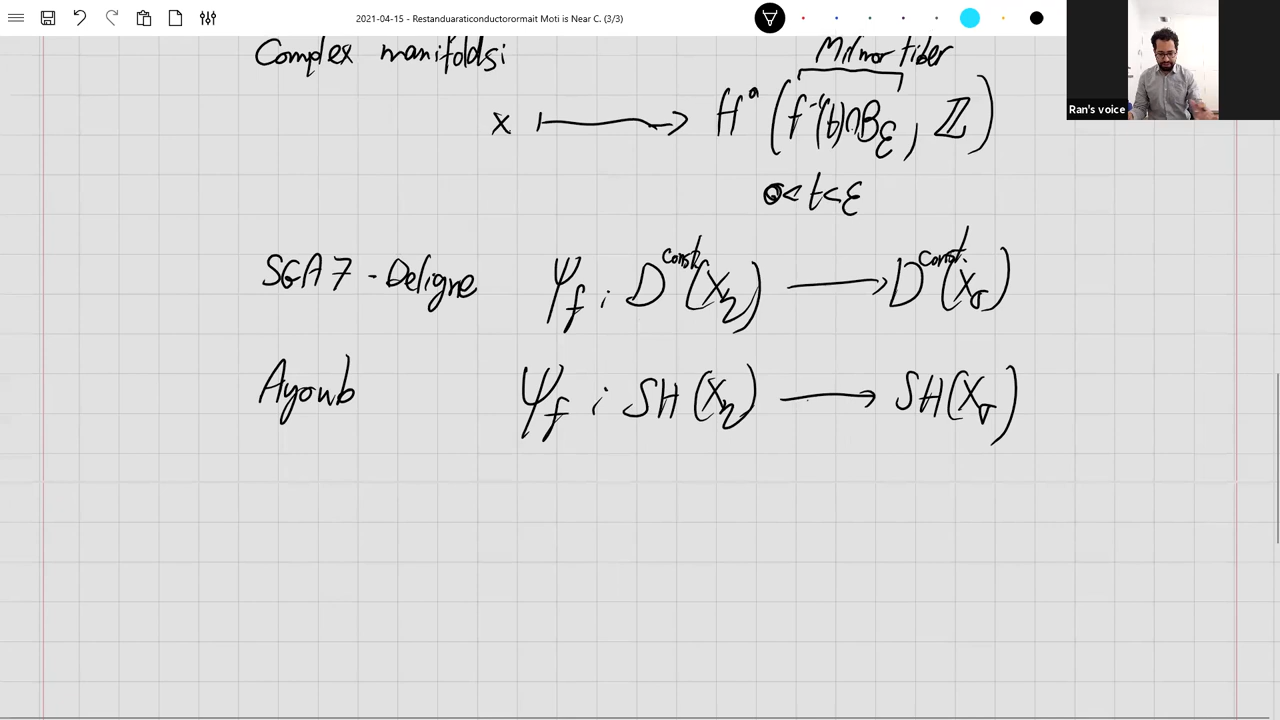 2021-04-15 - Restanduaraticonductorormait Moti is Near C. (3/3)
Ran's voice
Complex manifolds:
Milnor fiber
x ⟼ Hⁿ (f⁻¹(t)∩B_ε, ℤ)
0<t<ε
SGA 7 - Deligne ψ_f : D^const.(X_η) ⟶ D^const.(X_σ)
Ayoub ψ_f : SH(X_η) ⟶ SH(X_σ)